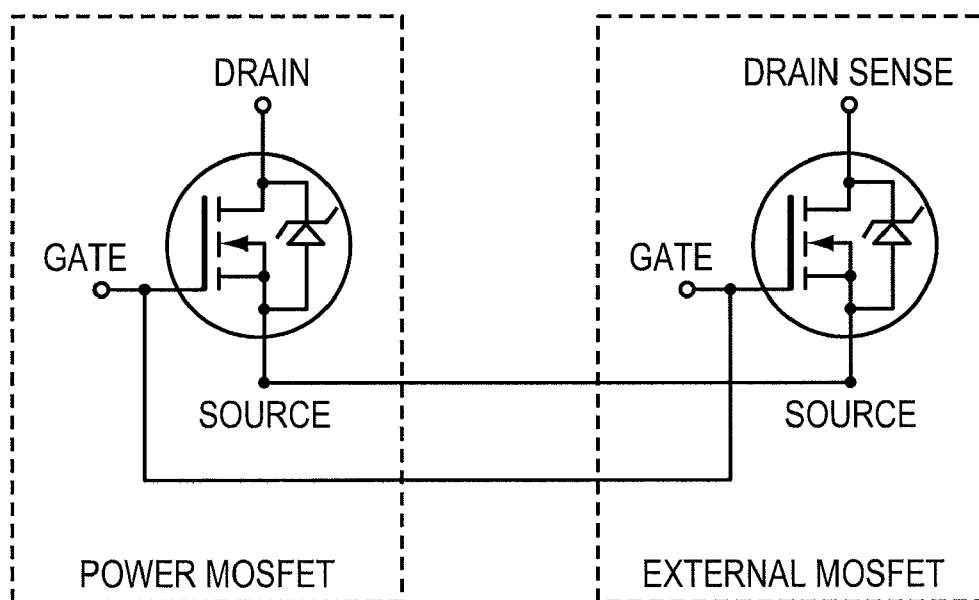 DRAIN
GATE
SOURCE
POWER MOSFET
DRAIN SENSE
GATE
SOURCE
EXTERNAL MOSFET